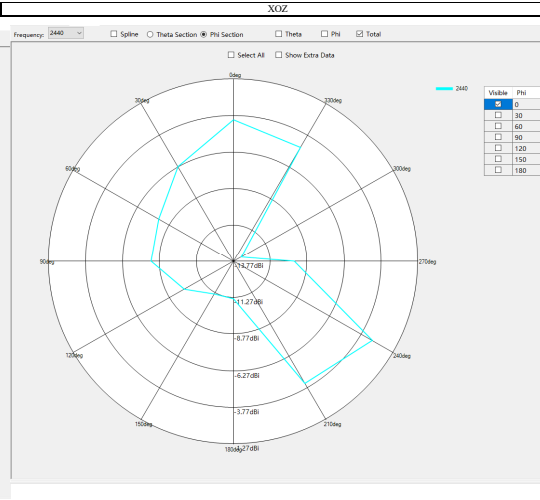 XOZ
Frequency: 2440 Spline Theta Section Phi Section Theta Phi Total
Select All Show Extra Data
0deg
2440
30deg
330deg
Visible Phi
0
30
60
90
120
150
180
60deg
300deg
90deg
270deg
-13.77dBi
-11.27dBi
-8.77dBi
120deg
240deg
-6.27dBi
-3.77dBi
150deg
210deg
180deg
-1.27dBi